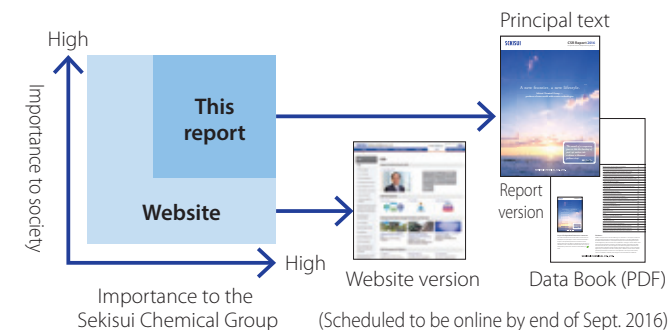 Principal text
High
SEKISUI
CSR Report 2016
This
report
Importance to society
Website
Report
version
High
Website version
Data Book (PDF)
Importance to the
Sekisui Chemical Group
(Scheduled to be online by end of Sept. 2016)